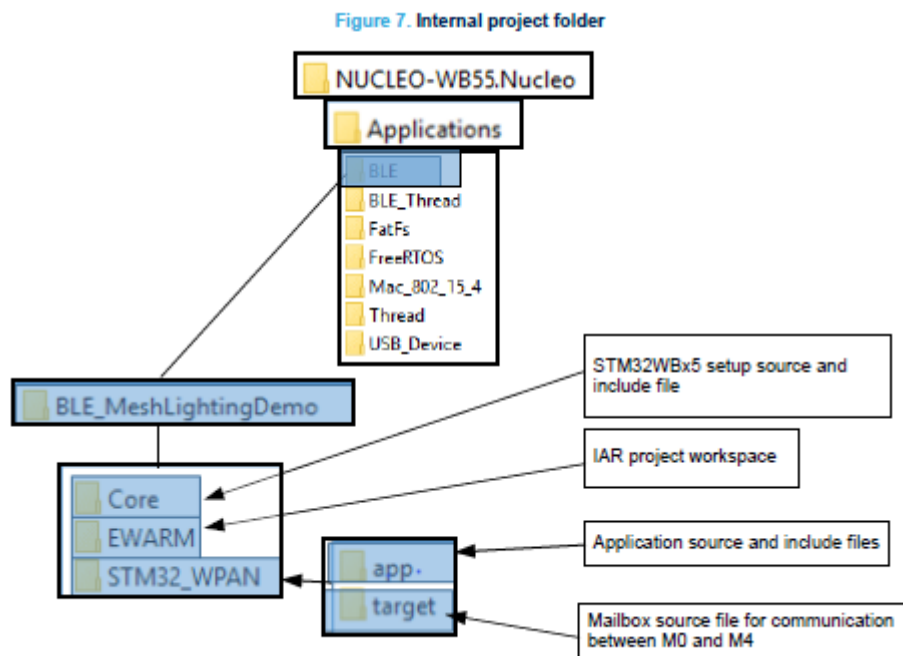 Figure 7. Internal project folder
NUCLEO-WB55.Nucleo
Applications
BLE
BLE_Thread
FatFs
FreeRTOS
Mac_802_15_4
Thread
USB_Device
BLE_MeshLightingDemo
Core
EWARM
STM32_WPAN
app.
target
STM32WBx5 setup source and
include file
IAR project workspace
Application source and include files
Mailbox source file for communication
between M0 and M4